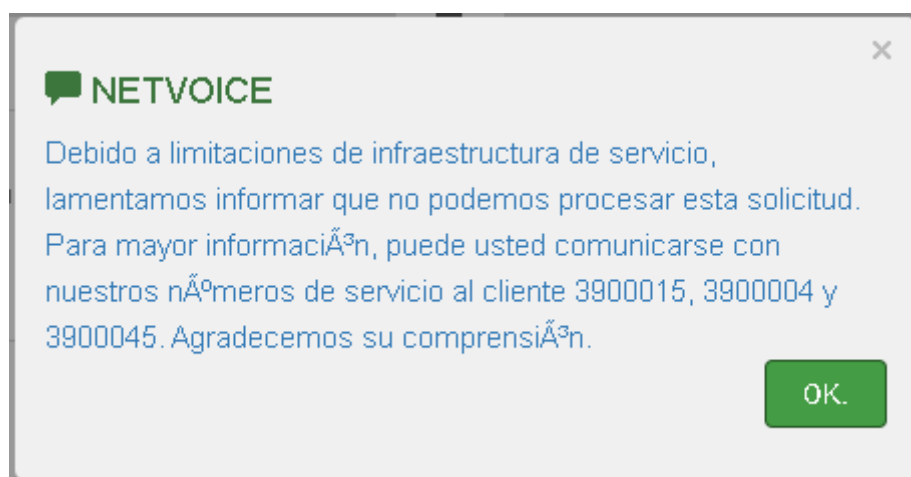 ×
NETVOICE
Debido a limitaciones de infraestructura de servicio,
lamentamos informar que no podemos procesar esta solicitud.
Para mayor informaciÃ³n, puede usted comunicarse con
nuestros nÃºmeros de servicio al cliente 3900015, 3900004 y
3900045. Agradecemos su comprensiÃ³n.
OK.